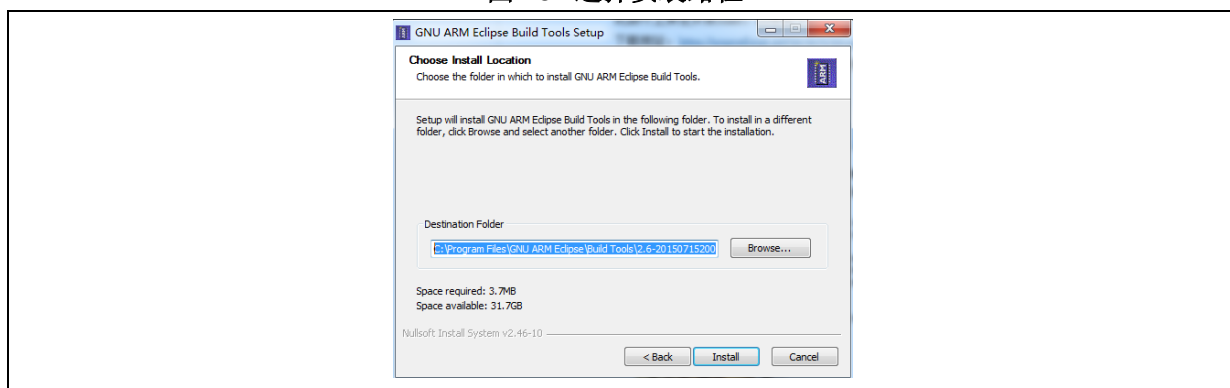 GNU ARM Eclipse Build Tools Setup
Choose Install Location
Choose the folder in which to install GNU ARM Eclipse Build Tools.
ARM
Setup will install GNU ARM Eclipse Build Tools in the following folder. To install in a different
folder, click Browse and select another folder. Click Install to start the installation.
Destination Folder
C:\Program Files\GNU ARM Eclipse\Build Tools\2.6-20150715200
Browse...
Space required: 3.7MB
Space available: 31.7GB
Nullsoft Install System v2.46-10
< Back
Install
Cancel